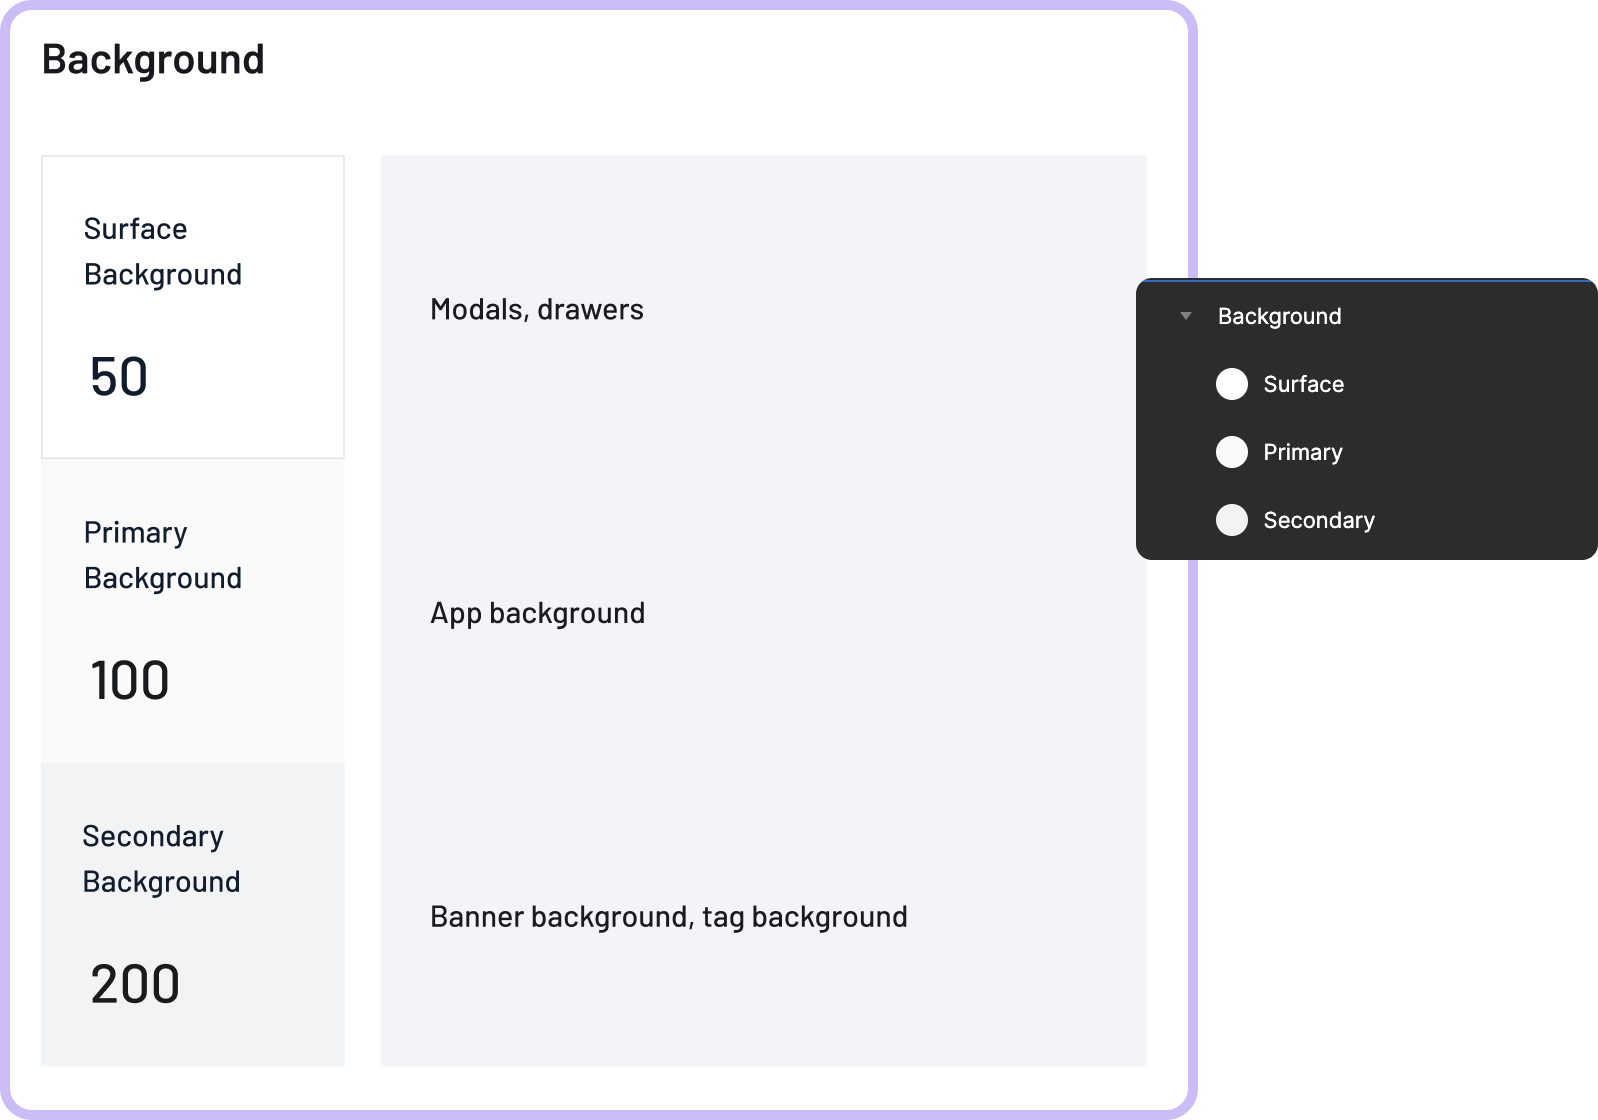 Background
Surface
Background
50
Modals, drawers
Primary
Background
100
App background
Secondary
Background
200
Banner background, tag background
Background
Surface
Primary
Secondary